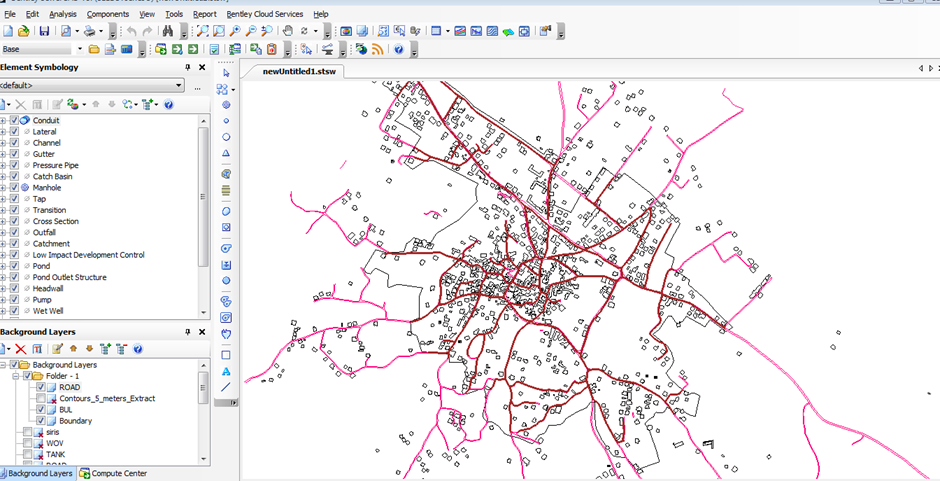 File Edit Analysis Components View Tools Report Bentley Cloud Services Help
Base
Element Symbology
<default>
Conduit
Lateral
Channel
Gutter
Pressure Pipe
Catch Basin
Manhole
Tap
Transition
Cross Section
Outfall
Catchment
Low Impact Development Control
Pond
Pond Outlet Structure
Headwall
Pump
Wet Well
Background Layers
Background Layers
Folder - 1
ROAD
Contours_5_meters_Extract
BUL
Boundary
siris
WOV
TANK
Background Layers
Compute Center
newUntitled1.stsw
A